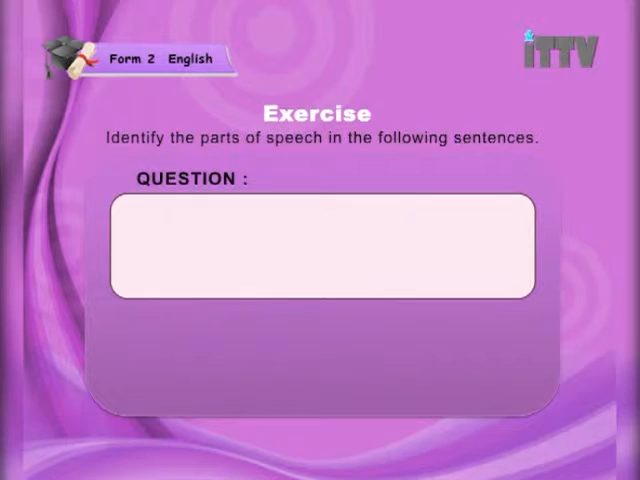 Form 2 English
iTTV
Exercise
Identify the parts of speech in the following sentences.
QUESTION :